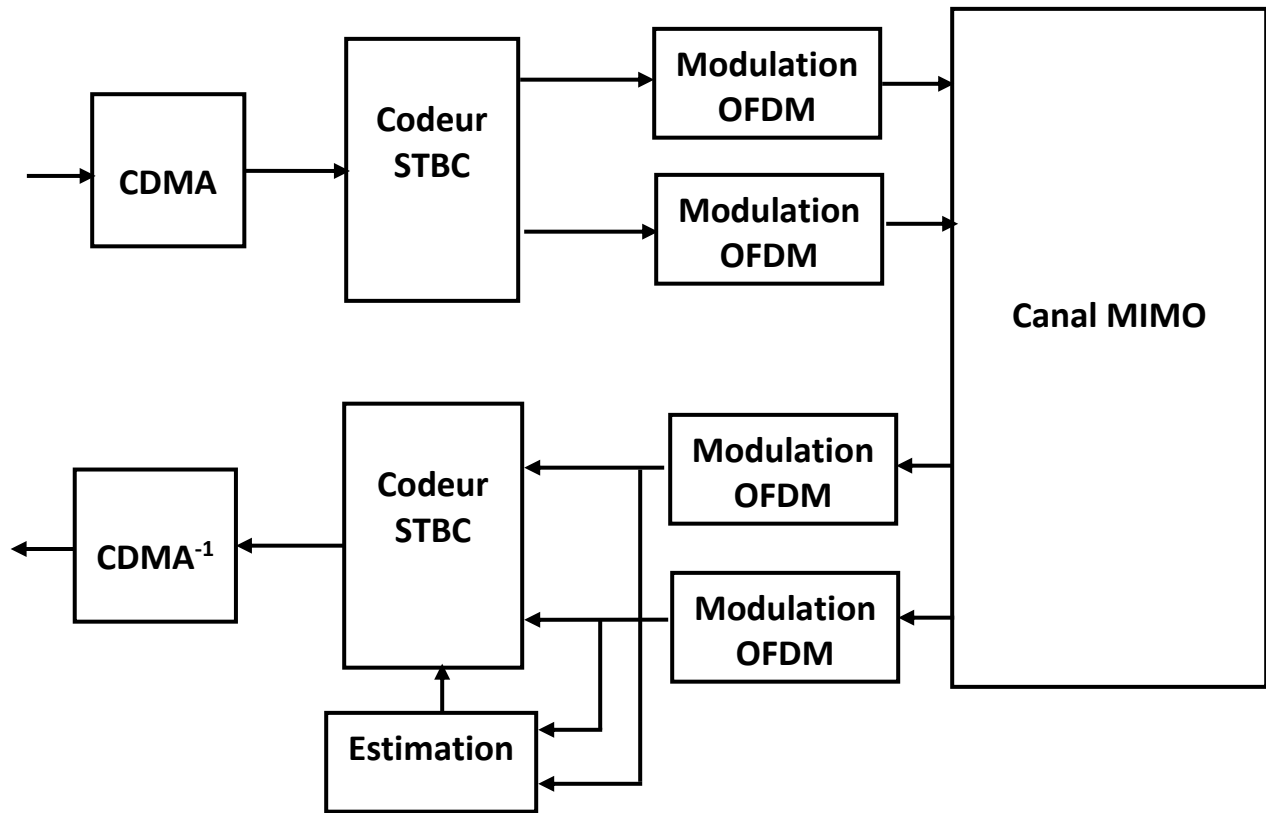 Modulation
OFDM
Codeur
STBC
CDMA
Modulation
OFDM
Canal MIMO
Modulation
OFDM
Codeur
STBC
CDMA-1
Modulation
OFDM
Estimation